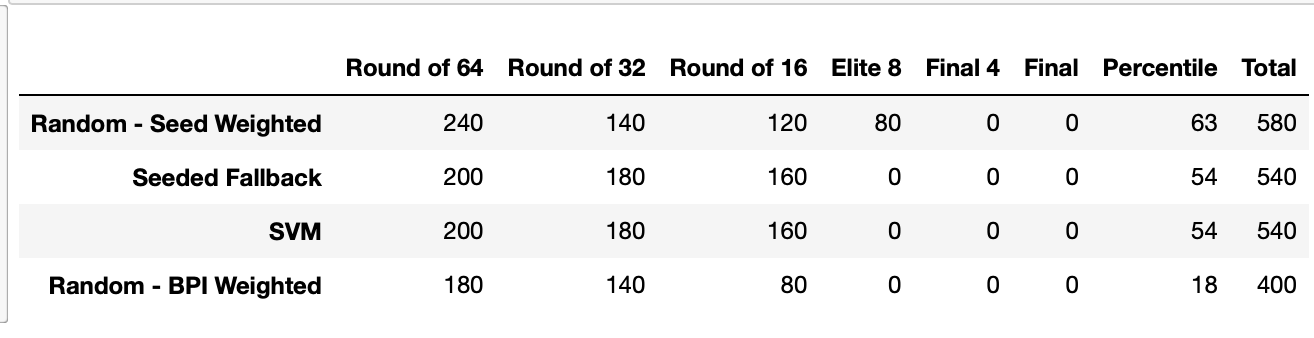 Round of 64 Round of 32 Round of 16 Elite 8 Final 4 Final Percentile Total
Random - Seed Weighted 240 140 120 80 0 0 63 580
Seeded Fallback 200 180 160 0 0 0 54 540
SVM 200 180 160 0 0 0 54 540
Random - BPI Weighted 180 140 80 0 0 0 18 400